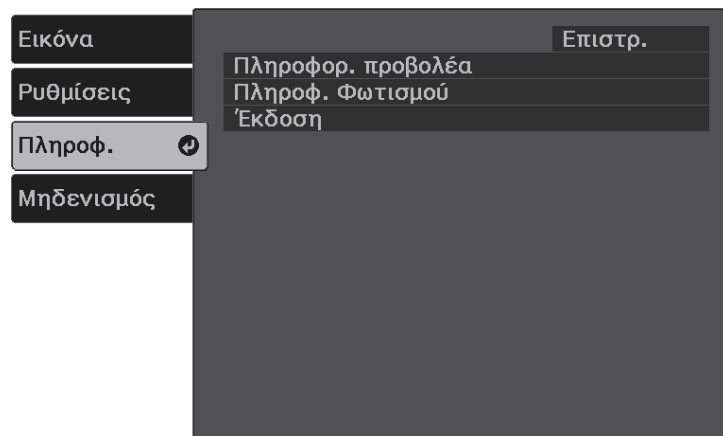 Εικόνα
Ρυθμίσεις
Πληροφ.
Μηδενισμός
Επιστρ.
Πληροφορ. προβολέα
Πληροφ. Φωτισμού
Έκδοση